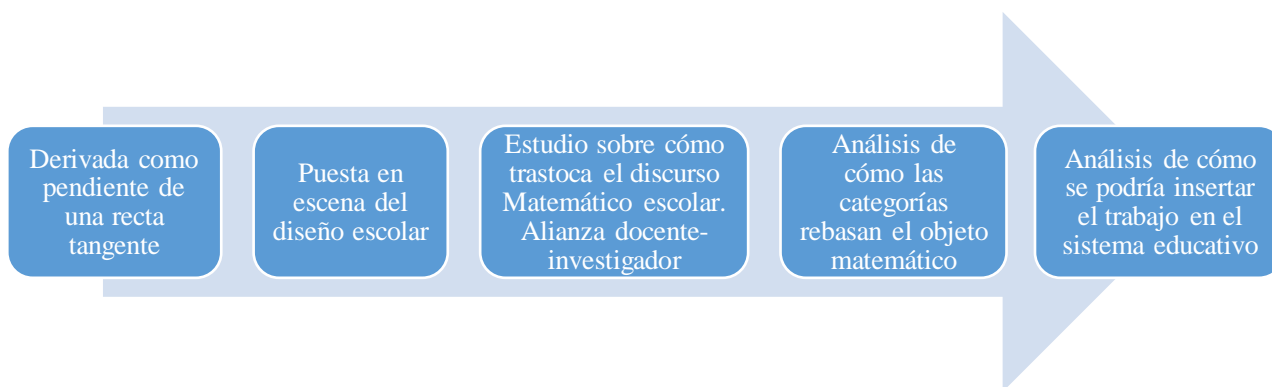 Derivada como
pendiente de
una recta
tangente
Puesta en
escena del
diseño escolar
Estudio sobre cómo
trastoca el discurso
Matemático escolar.
Alianza docente-
investigador
Análisis de
cómo las
categorías
rebasan el objeto
matemático
Análisis de cómo
se podría insertar
el trabajo en el
sistema educativo